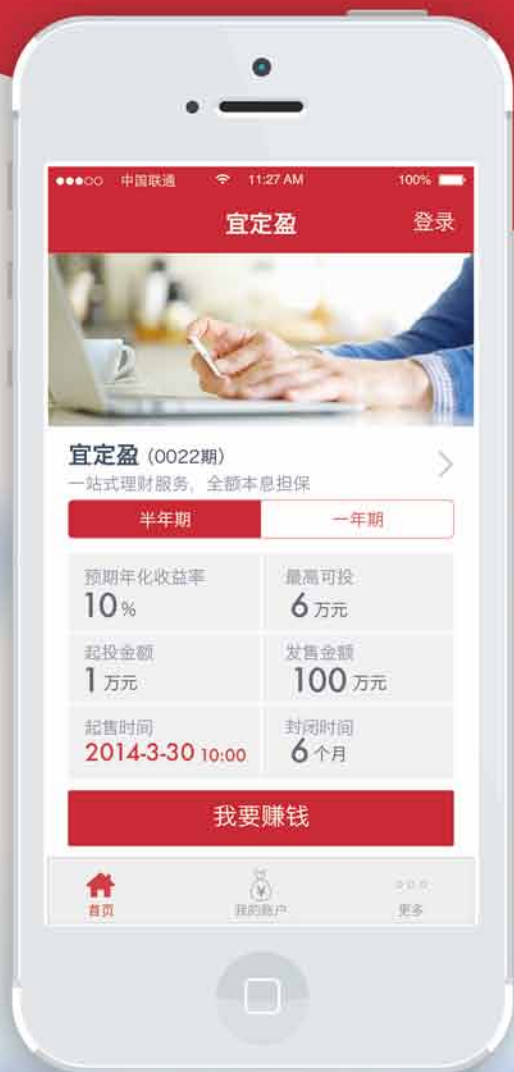 中国联通 11:27 AM 100%
宜定盈 登录
宜定盈 (0022期)
一站式理财服务, 全额本息担保
半年期 一年期
预期年化收益率 最高可投
10% 6万元
起投金额 发售金额
1万元 100万元
起售时间 封闭时间
2014-3-30 10:00 6个月
我要赚钱
首页 我的账户 更多